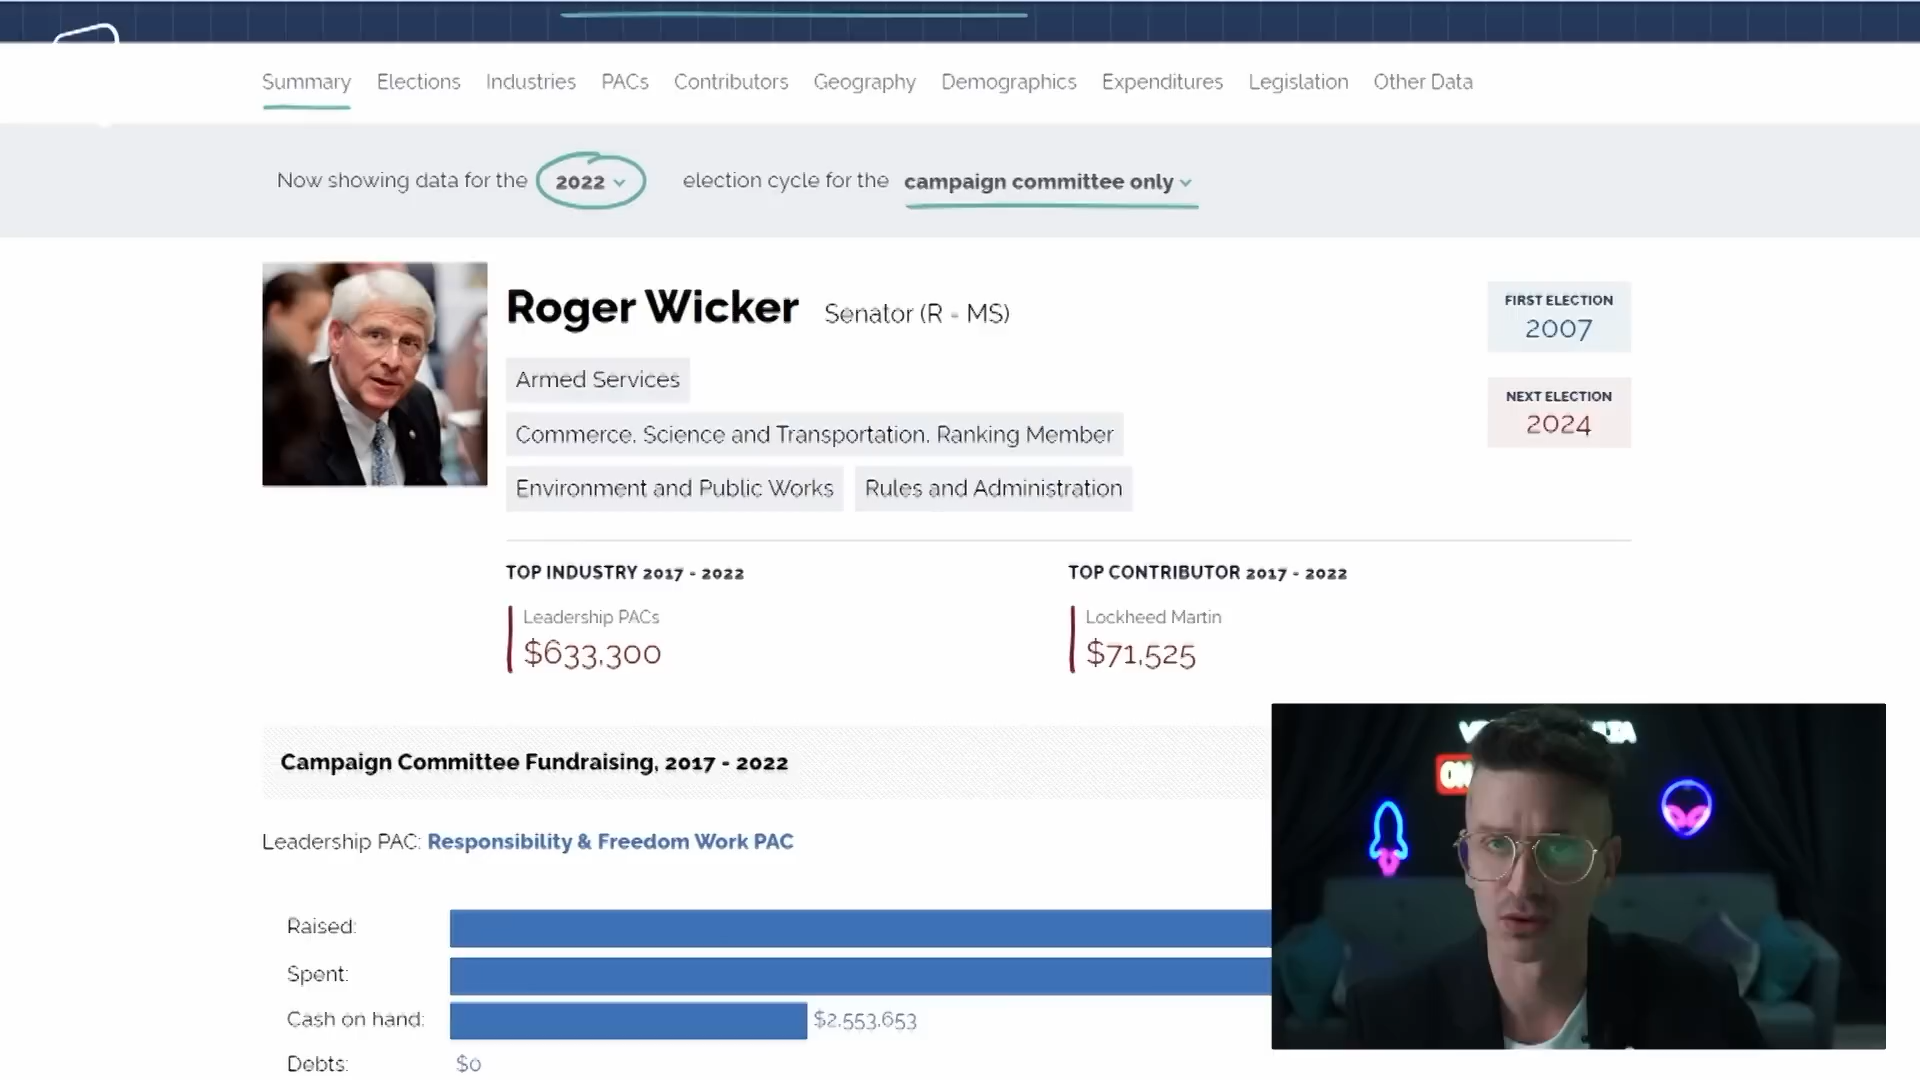 Summary Elections Industries PACs Contributors Geography Demographics Expenditures Legislation Other Data
Now showing data for the 2022 election cycle for the campaign committee only
Roger Wicker Senator (R - MS)
FIRST ELECTION
2007
Armed Services
NEXT ELECTION
2024
Commerce, Science and Transportation, Ranking Member
Environment and Public Works Rules and Administration
TOP INDUSTRY 2017 - 2022
Leadership PACs
$633,300
TOP CONTRIBUTOR 2017 - 2022
Lockheed Martin
$71,525
Campaign Committee Fundraising, 2017 - 2022
Leadership PAC: Responsibility & Freedom Work PAC
Raised:
Spent:
Cash on hand: $2,553,653
Debts: $0